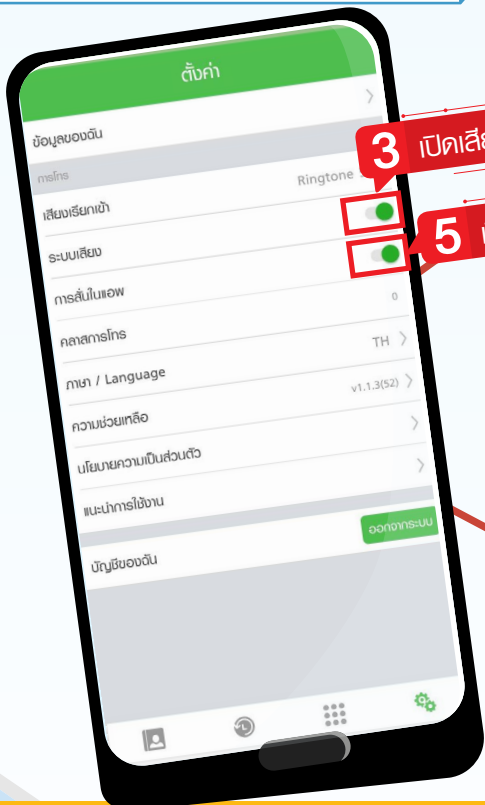 ตั้งค่า
ข้อมูลของฉัน
การโทร
เสียงเรียกเข้า Ringtone
ระบบเสียง
การสั่นในแอพ
คลาสการโทร 0
ภาษา / Language TH
ความช่วยเหลือ v1.1.3(52)
นโยบายความเป็นส่วนตัว
แนะนำการใช้งาน
บัญชีของฉัน ออกจากระบบ
3 เปิดเสีย
5